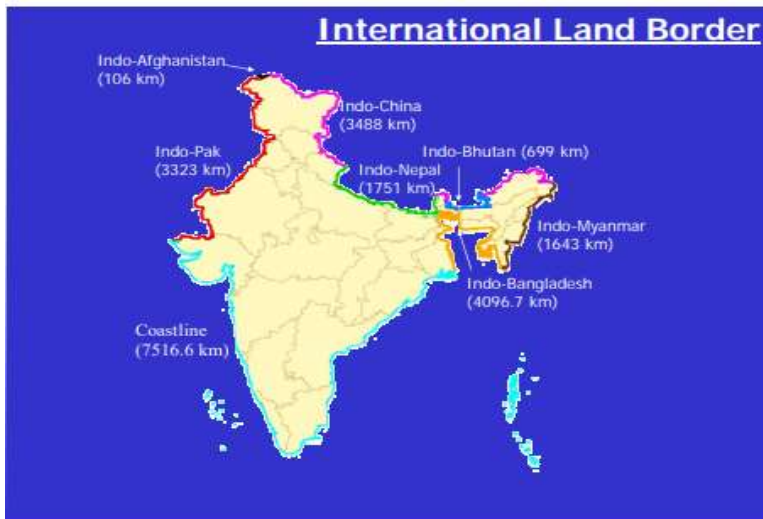 International Land Border
Indo-Afghanistan
(106 km)
Indo-China
(3488 km)
Indo-Pak
(3323 km)
Indo-Nepal
(1751 km)
Indo-Bhutan (699 km)
Indo-Myanmar
(1643 km)
Indo-Bangladesh
(4096.7 km)
Coastline
(7516.6 km)